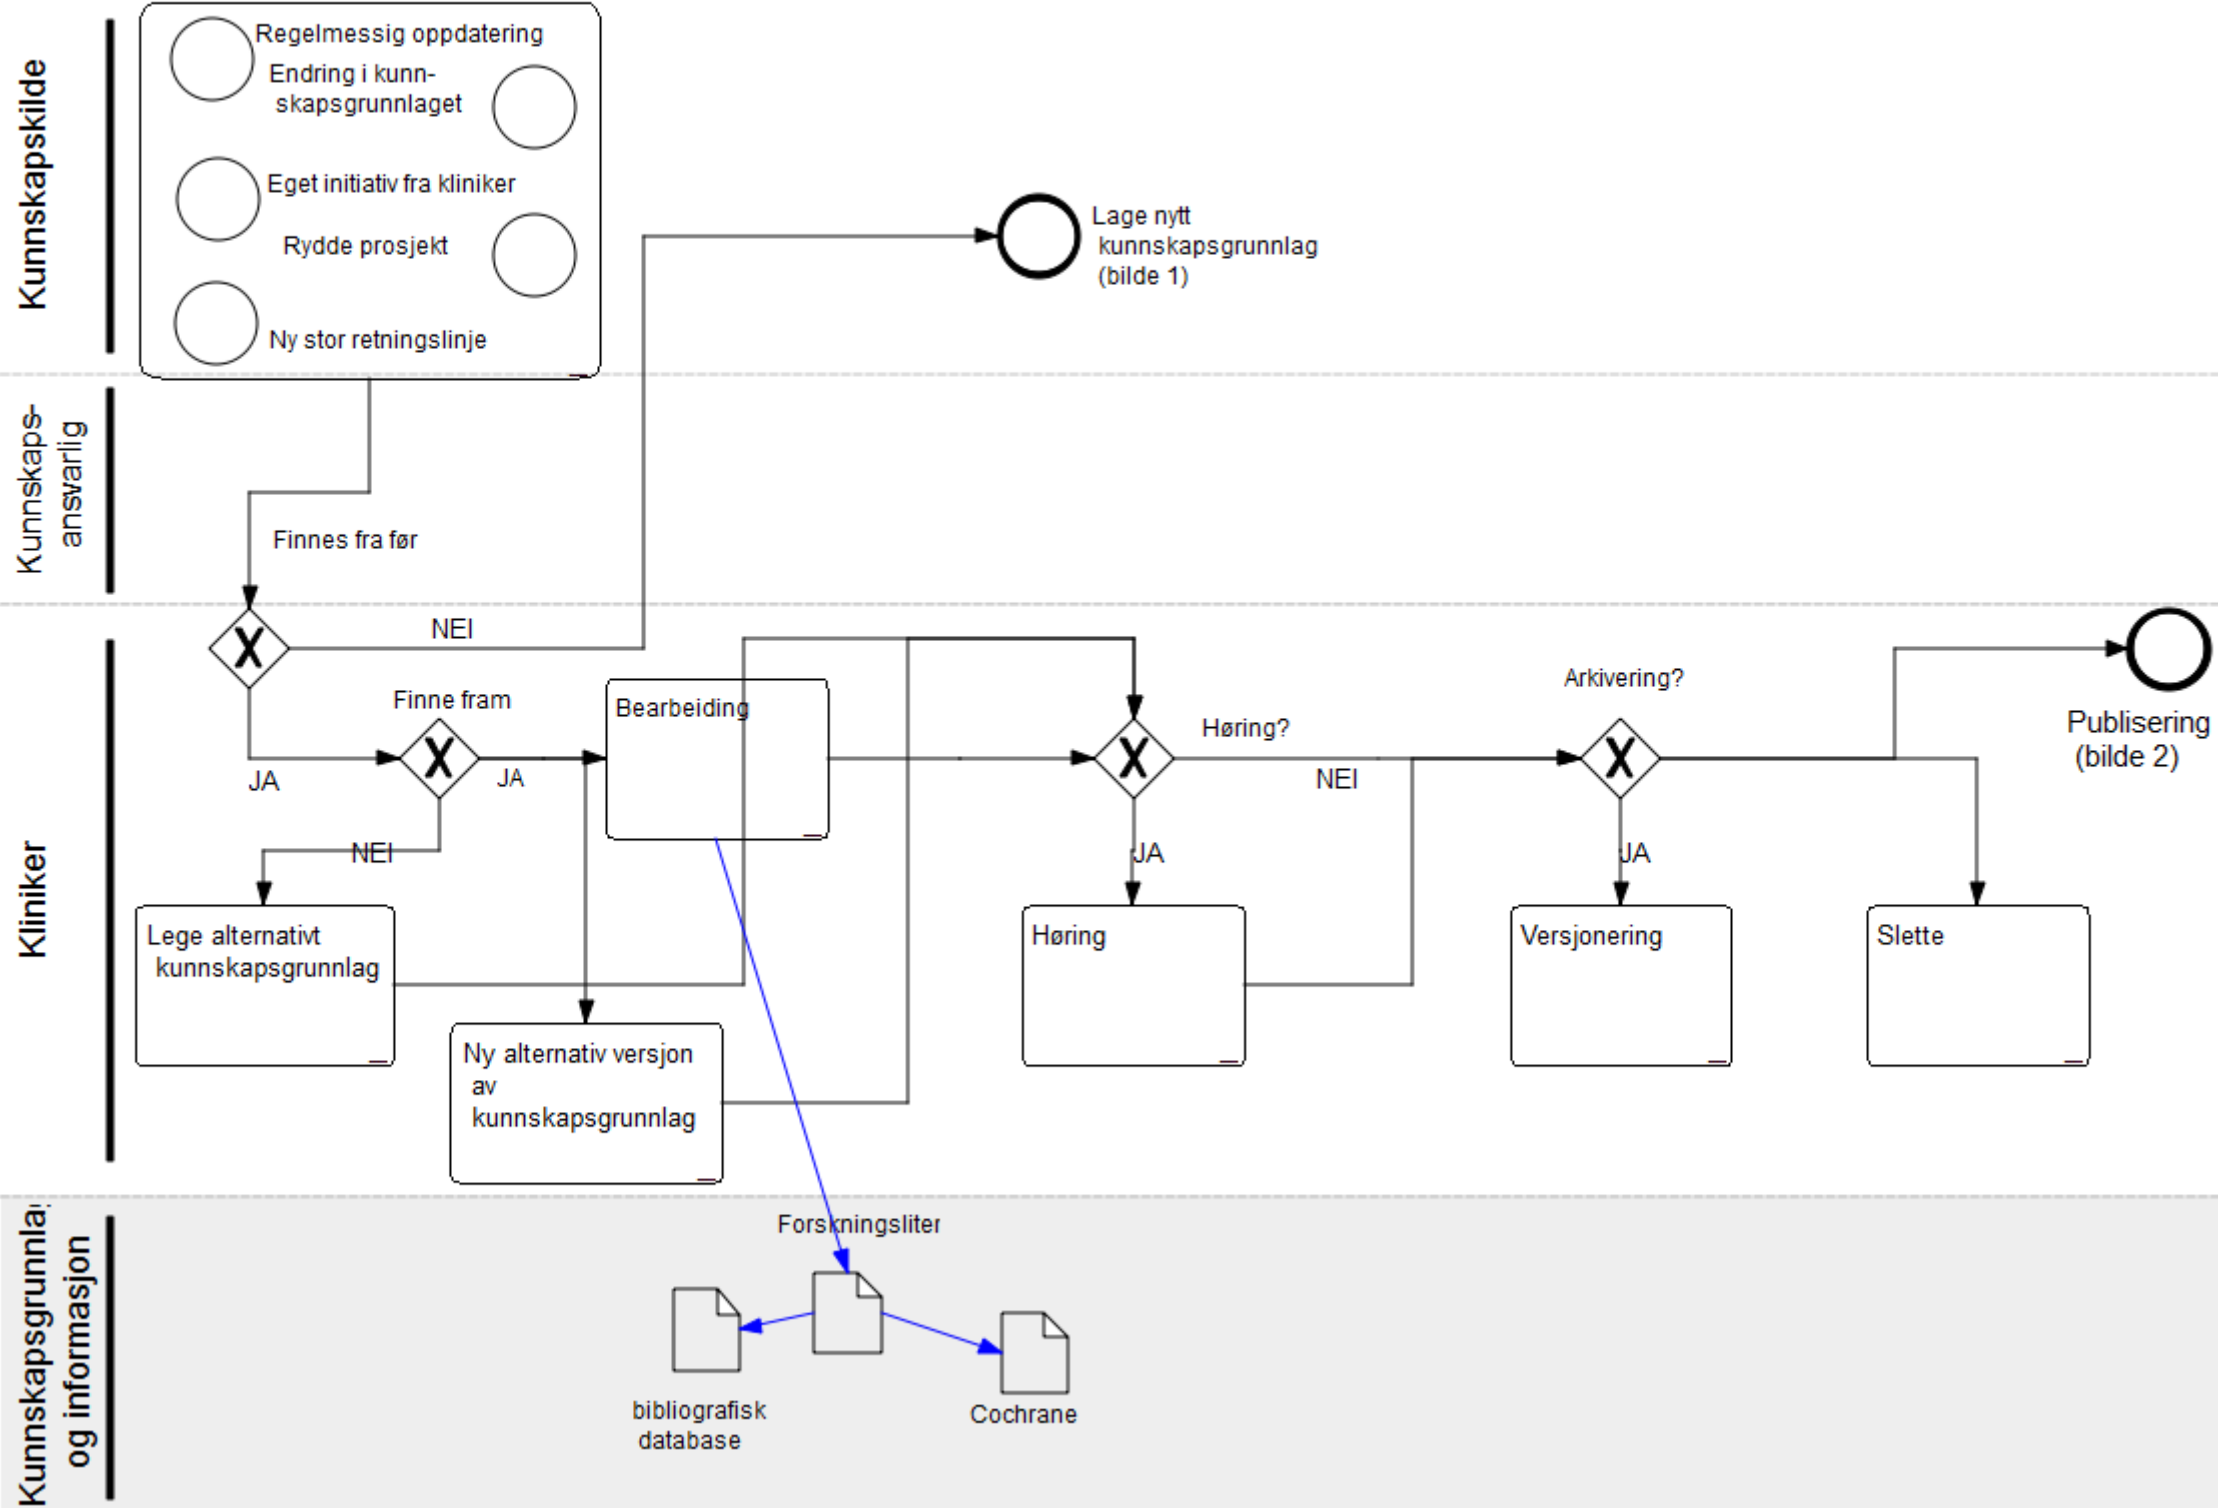 Kunnskapskilde
Regelmessig oppdatering
Endring i kunn-
skapsgrunnlaget
Eget initiativ fra kliniker
Rydde prosjekt
Ny stor retningslinje
Lage nytt
kunnskapsgrunnlag
(bilde 1)
Kunnskaps-
ansvarlig
Finnes fra før
Kliniker
X
NEI
JA
Finne fram
X
JA
NEI
Bearbeiding
Høring?
X
NEI
JA
Arkivering?
X
JA
Publisering
(bilde 2)
Lege alternativt
kunnskapsgrunnlag
Ny alternativ versjon
av
kunnskapsgrunnlag
Høring
Versjonering
Slette
Kunnskapsgrunnlag
og informasjon
Forskningsliter
bibliografisk
database
Cochrane